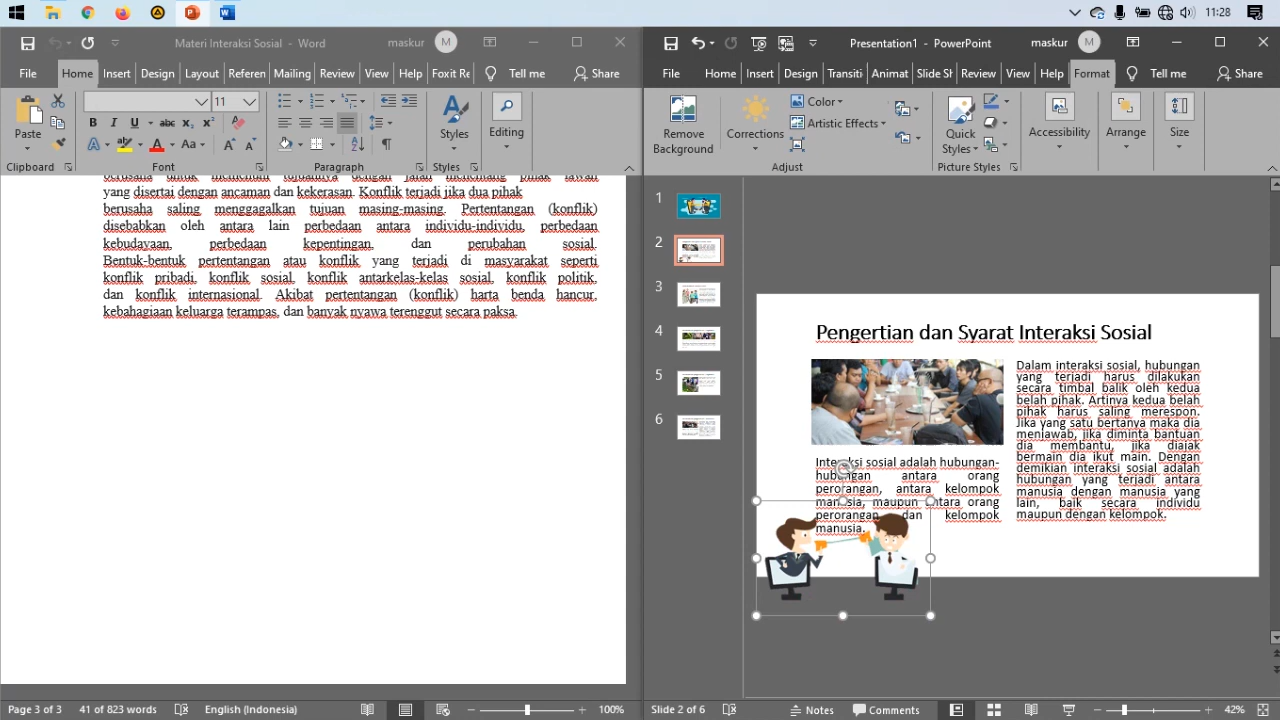 11:28
Materi Interaksi Sosial - Word
maskur
M
File
Home
Insert
Design
Layout
Referen
Mailing
Review
View
Help
Foxit Re
Tell me
Share
11
Paste
B I U abc x₂ x²
A Aa A A
Styles
Editing
Clipboard
Font
Paragraph
Styles
yang disertai dengan ancaman dan kekerasan. Konflik terjadi jika dua pihak
berusaha saling menggagalkan tujuan masing-masing. Pertentangan (konflik)
disebabkan oleh antara lain perbedaan antara individu-individu, perbedaan
kebudayaan, perbedaan kepentingan, dan perubahan sosial.
Bentuk-bentuk pertentangan atau konflik yang terjadi di masyarakat seperti
konflik pribadi, konflik sosial, konflik antarkelas-kelas sosial, konflik politik,
dan konflik internasional. Akibat pertentangan (konflik) harta benda hancur,
kebahagiaan keluarga terampas, dan banyak nyawa terenggut secara paksa.
Page 3 of 3
41 of 823 words
English (Indonesia)
100%
Presentation1 - PowerPoint
maskur
M
File
Home
Insert
Design
Transiti
Animat
Slide Sh
Review
View
Help
Format
Tell me
Share
Remove
Background
Corrections
Color
Artistic Effects
Quick
Styles
Accessibility
Arrange
Size
Adjust
Picture Styles
1
2
3
4
5
6
Pengertian dan Syarat Interaksi Sosial
Interaksi sosial adalah hubungan-
hubungan antara orang
perorangan, antara kelompok
manusia, maupun antara orang
perorangan dan kelompok
manusia.
Dalam interaksi sosial, hubungan
yang terjadi harus dilakukan
secara timbal balik oleh kedua
belah pihak. Artinya kedua belah
pihak harus saling merespon.
Jika yang satu bertanya maka dia
menjawab, jika diminta bantuan
dia membantu, jika diajak
bermain dia ikut main. Dengan
demikian interaksi sosial adalah
hubungan yang terjadi antara
manusia dengan manusia yang
lain, baik secara individu
maupun dengan kelompok.
Slide 2 of 6
Notes
Comments
42%